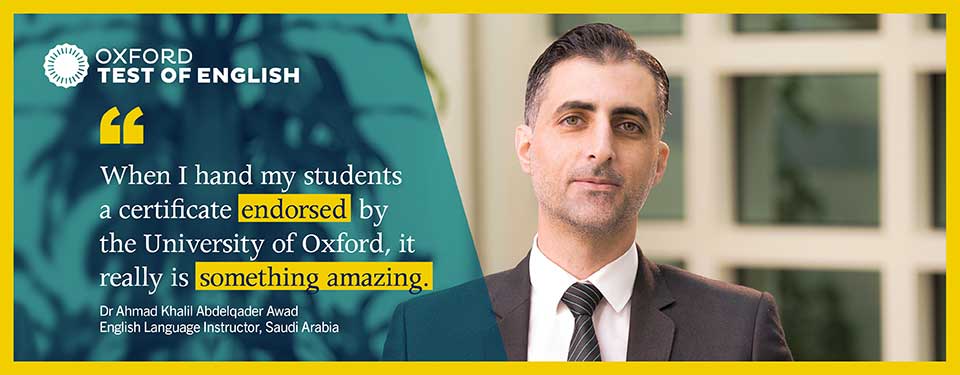 OXFORD
TEST OF ENGLISH
“
When I hand my students
a certificate endorsed by
the University of Oxford, it
really is something amazing.
Dr Ahmad Khalil Abdelqader Awad
English Language Instructor, Saudi Arabia